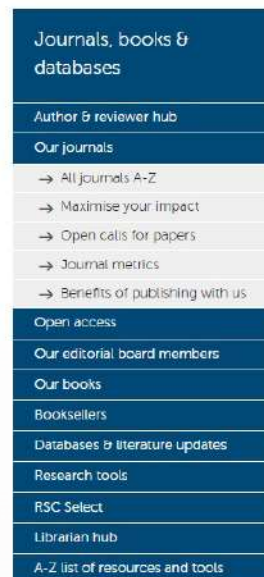 Journals, books &
databases
Author & reviewer hub
Our journals
→ All journals A-Z
→ Maximise your impact
→ Open calls for papers
→ Journal metrics
→ Benefits of publishing with us
Open access
Our editorial board members
Our books
Booksellers
Databases & literature updates
Research tools
RSC Select
Librarian hub
A-Z list of resources and tools